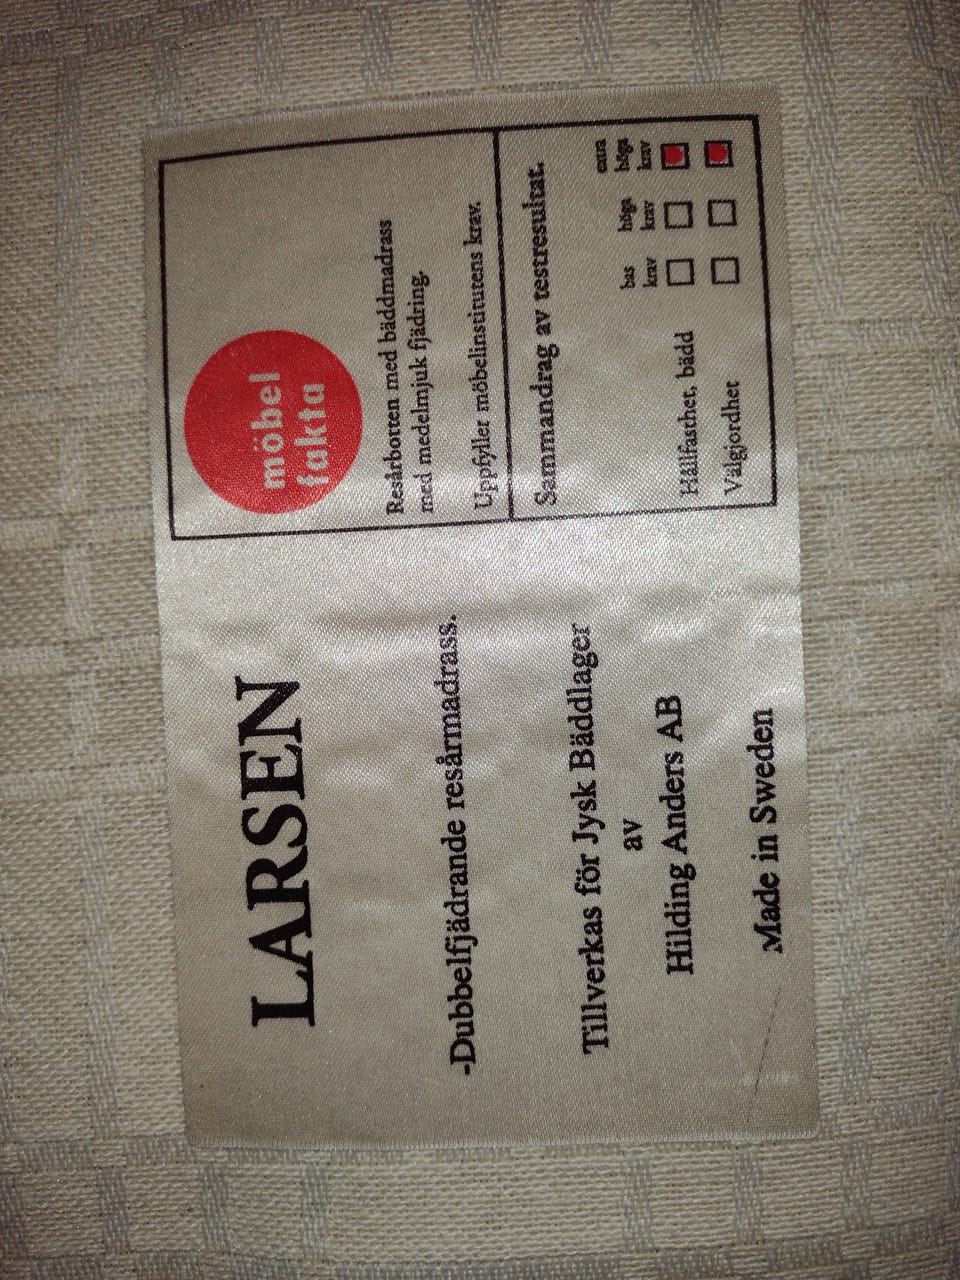 LARSEN
-Dubbelfjädrande resårmadrass.
Tillverkas för Jysk Bäddlager
av
Hilding Anders AB
Made in Sweden
möbel
fakta
Resårbotten med bäddmadrass
med medelmjuk fjädring.
Uppfyller möbelinstitutens krav.
Sammandrag av testresultat.
bas krav
höga krav
extra höga krav
Hållfasthet, bädd
Välgjordhet